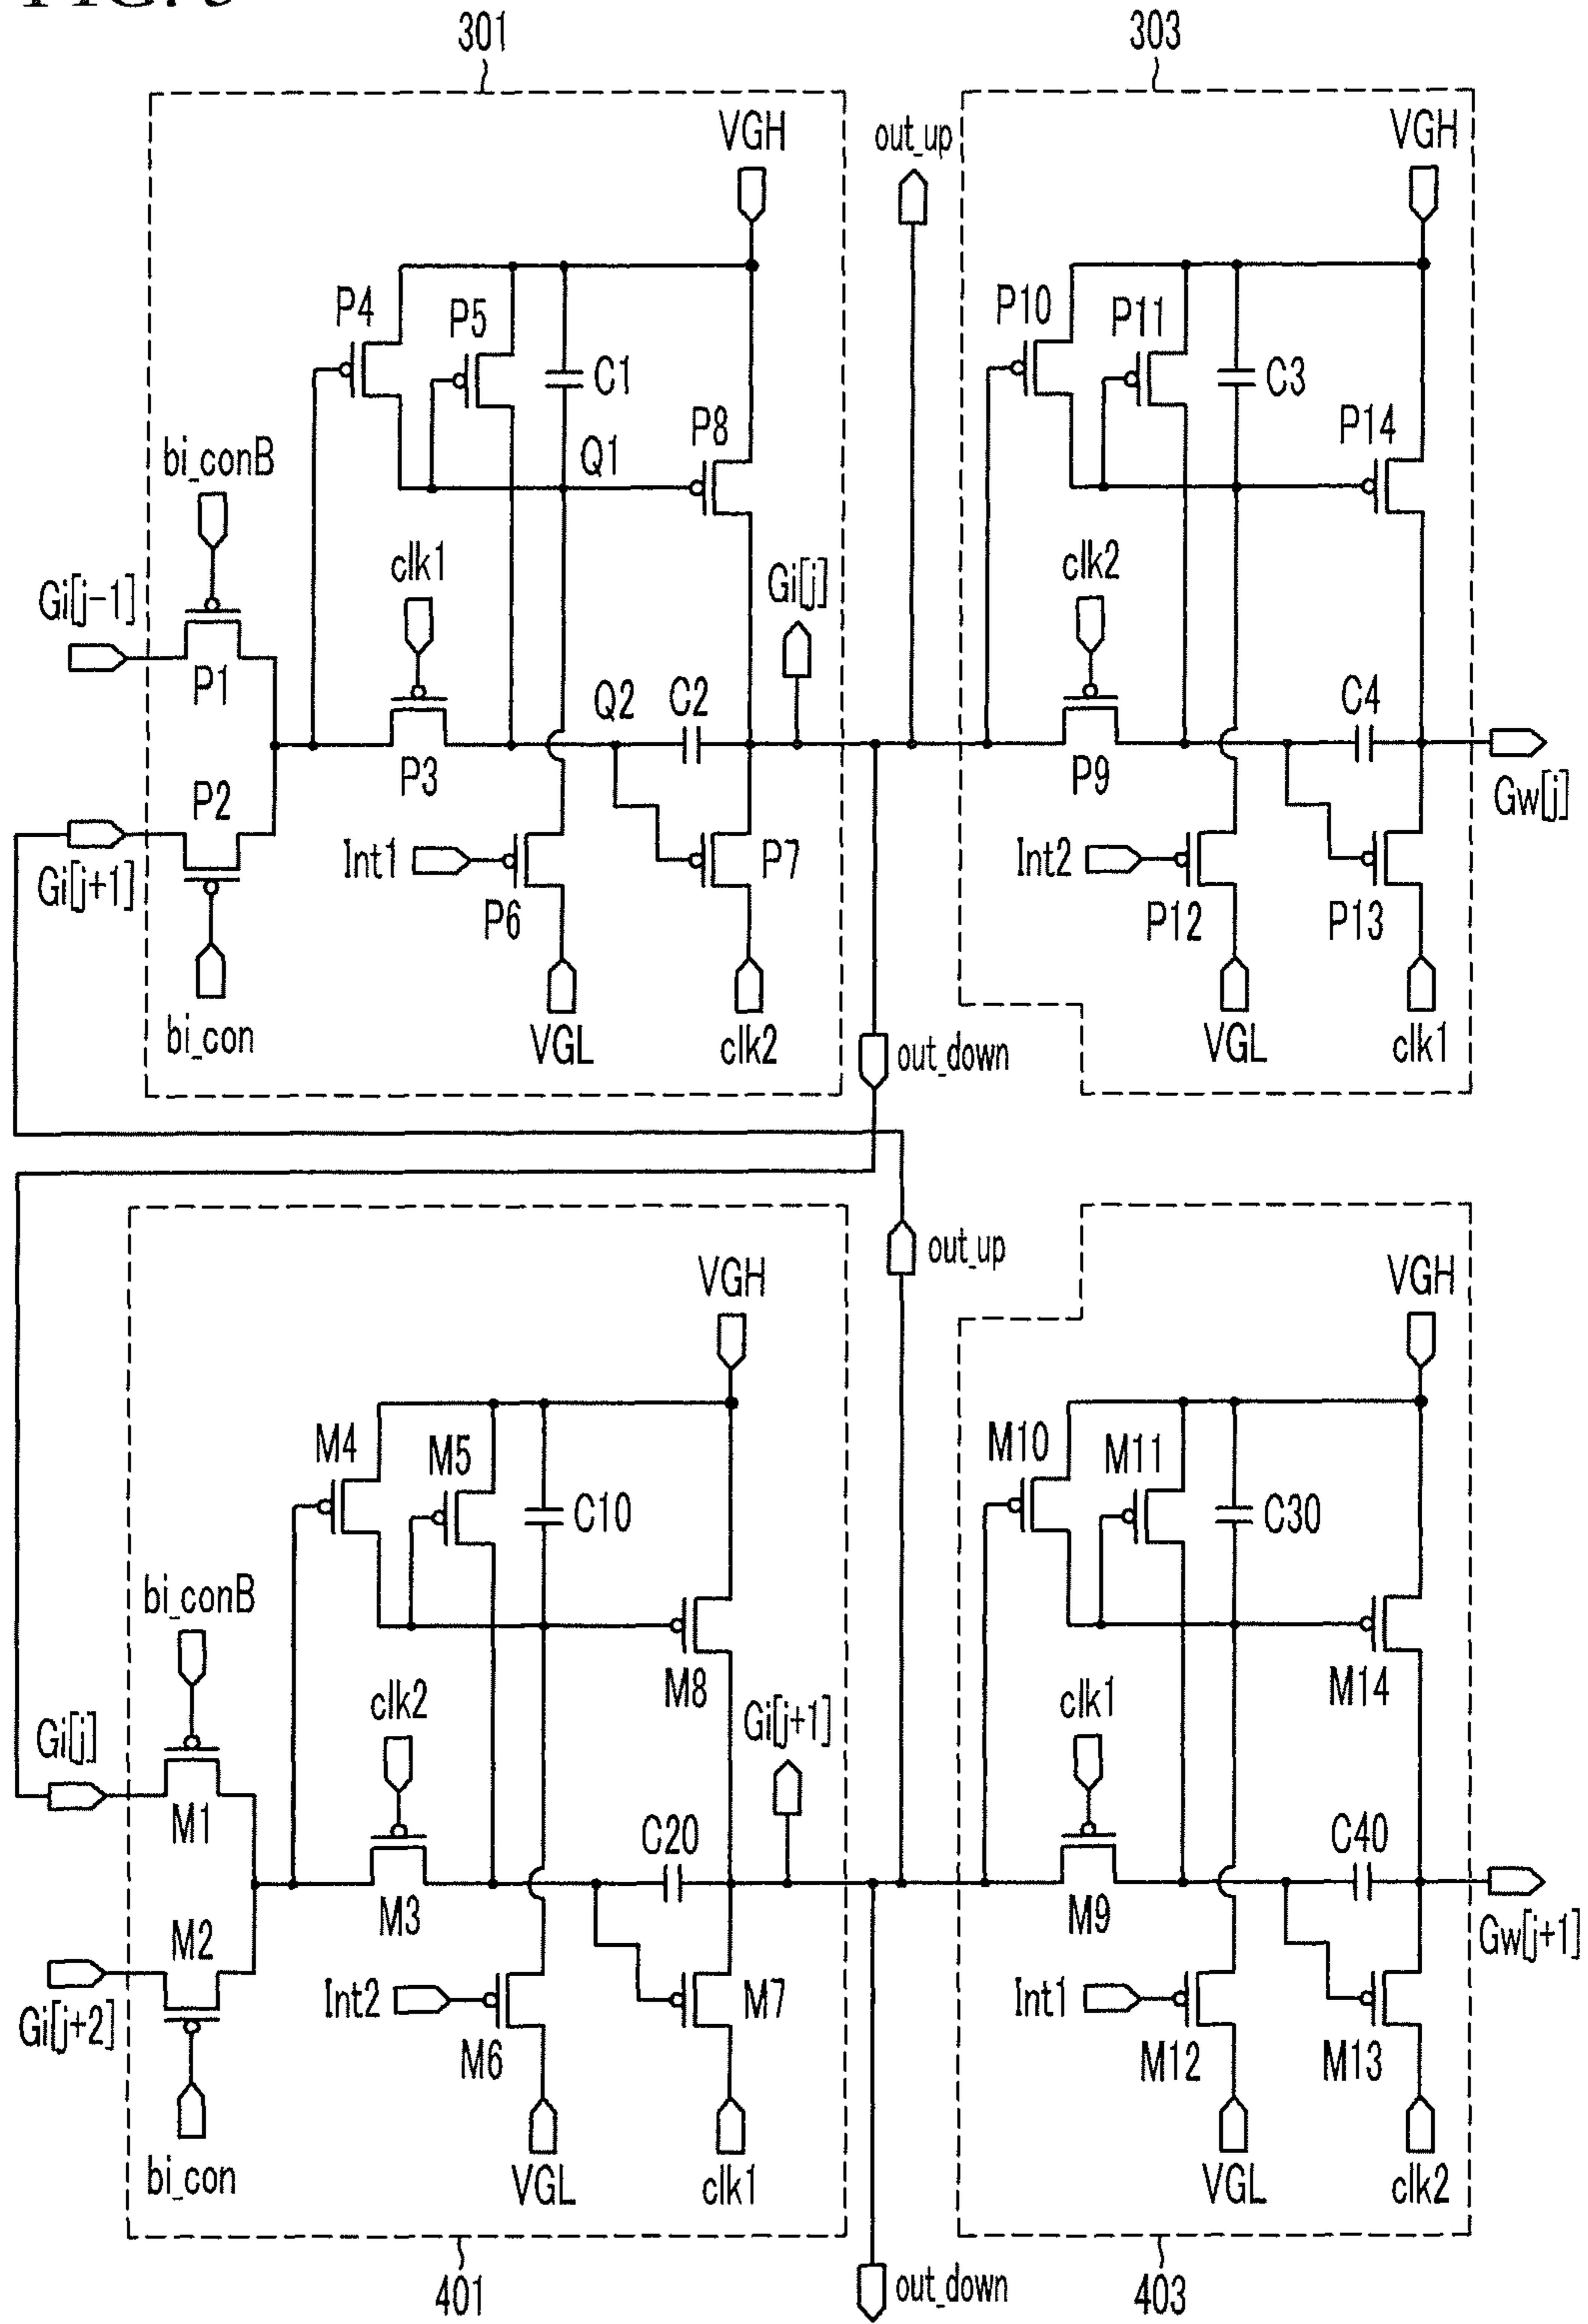 301
303
VGH
out_up
VGH
P4
P5
C1
P8
Q1
P10
P11
C3
P14
bi_conB
clk1
Gi[j]
clk2
Gi[j-1]
P1
P3
Q2
C2
P9
C4
Gw[j]
P2
Gi[j+1]
Int1
P6
P7
Int2
P12
P13
bi_con
VGL
clk2
out_down
VGL
clk1
out_up
VGH
VGH
M4
M5
C10
M8
M10
M11
C30
M14
bi_conB
clk2
Gi[j+1]
clk1
Gi[j]
M1
M3
C20
M9
C40
Gw[j+1]
M2
Gi[j+2]
Int2
M6
M7
Int1
M12
M13
bi_con
VGL
clk1
VGL
clk2
401
out_down
403